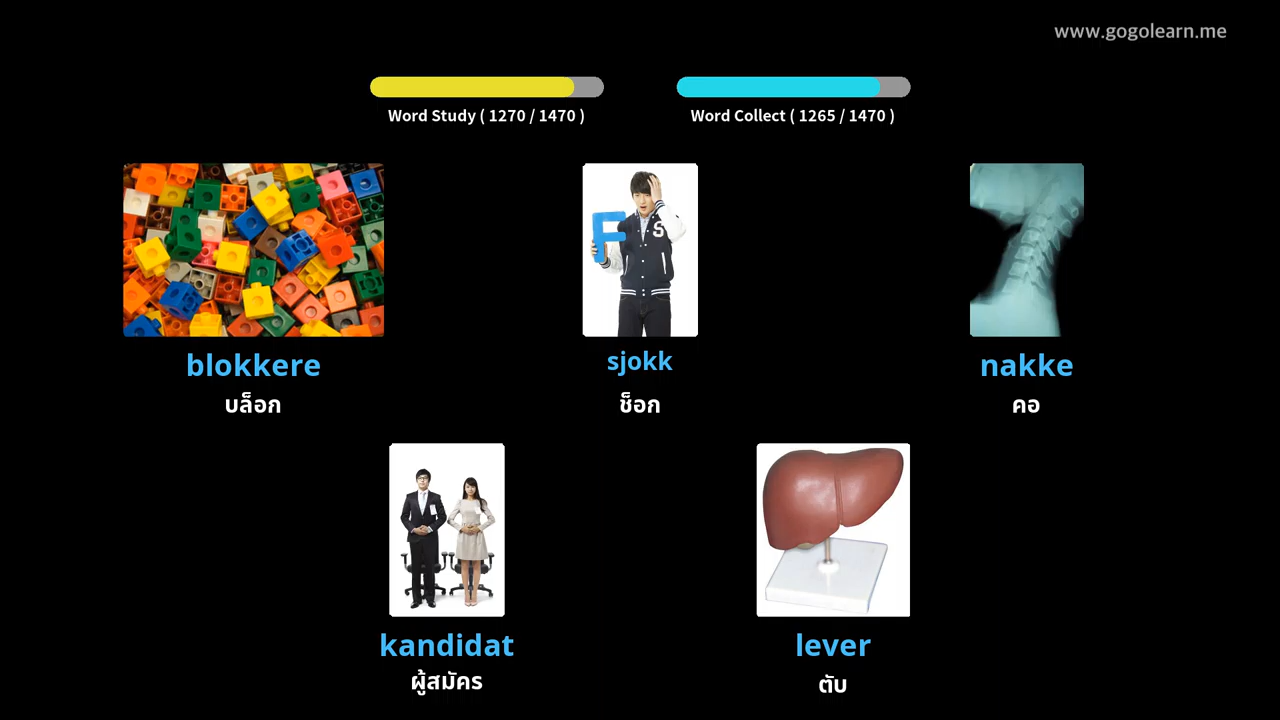 www.gogolearn.me
Word Study ( 1270 / 1470 )
Word Collect ( 1265 / 1470 )
F
S
blokkere
sjokk
nakke
บล็อก
ช็อก
คอ
kandidat
lever
ผู้สมัคร
ตับ